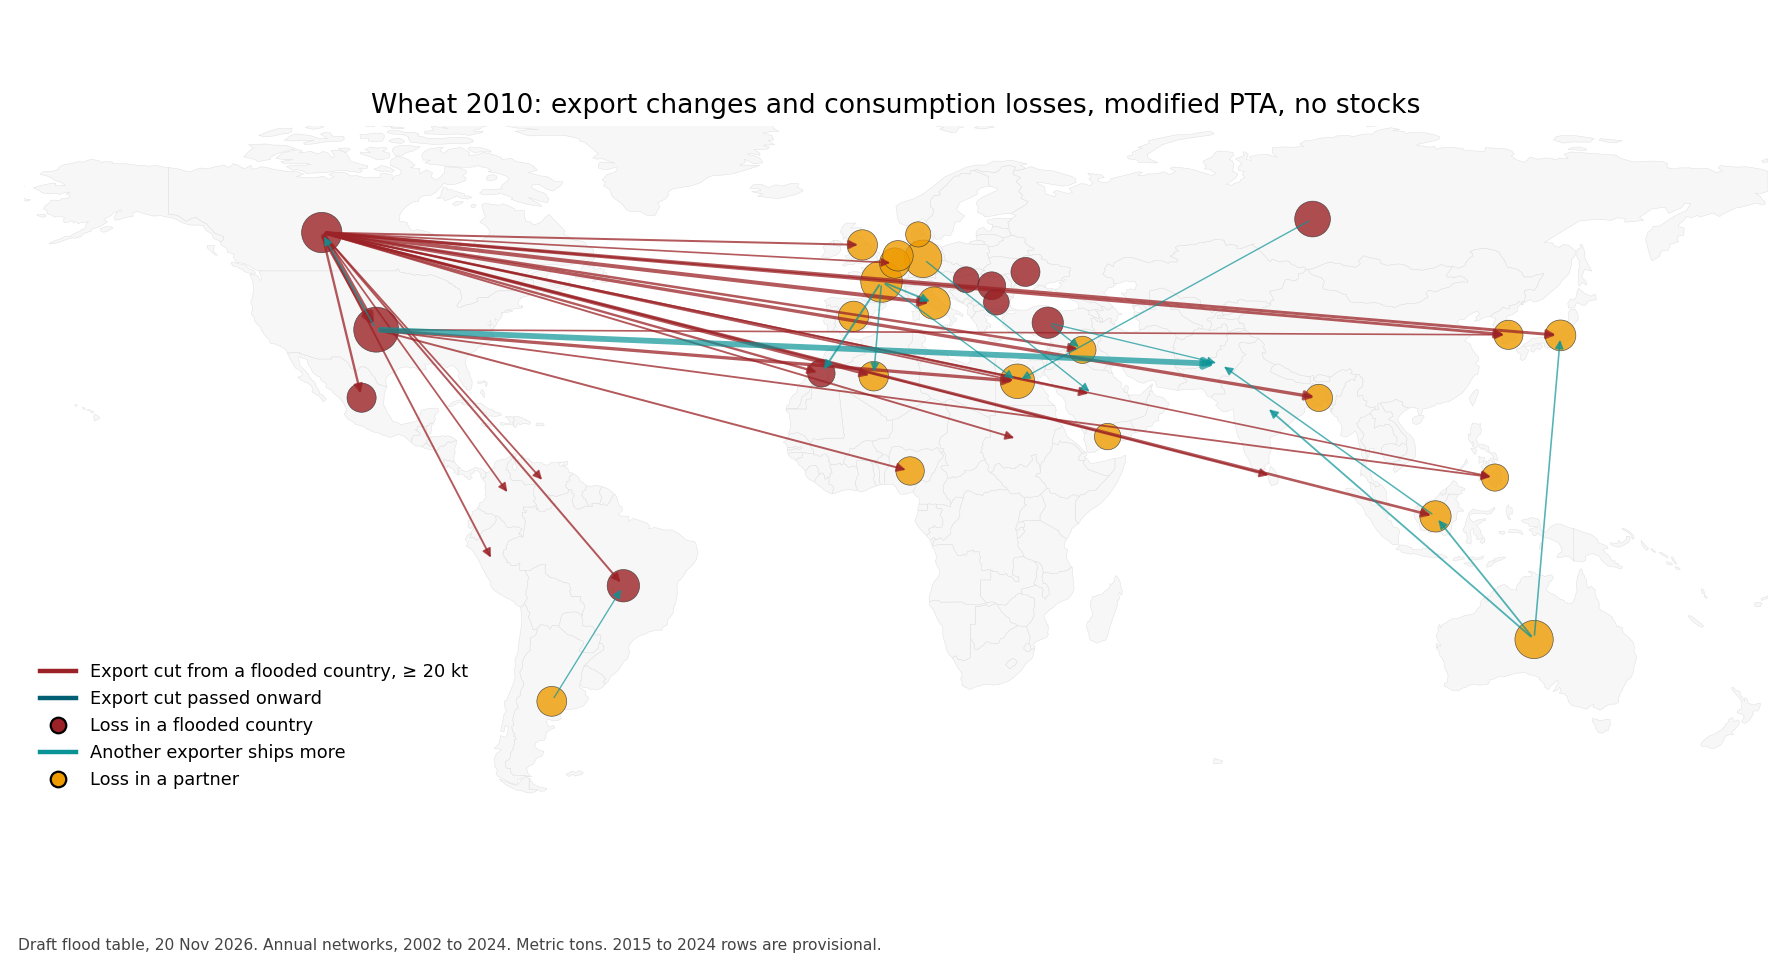 Wheat 2010: export changes and consumption losses, modified PTA, no stocks
Export cut from a flooded country, ≥ 20 kt
Export cut passed onward
Loss in a flooded country
Another exporter ships more
Loss in a partner
Draft flood table, 20 Nov 2026. Annual networks, 2002 to 2024. Metric tons. 2015 to 2024 rows are provisional.